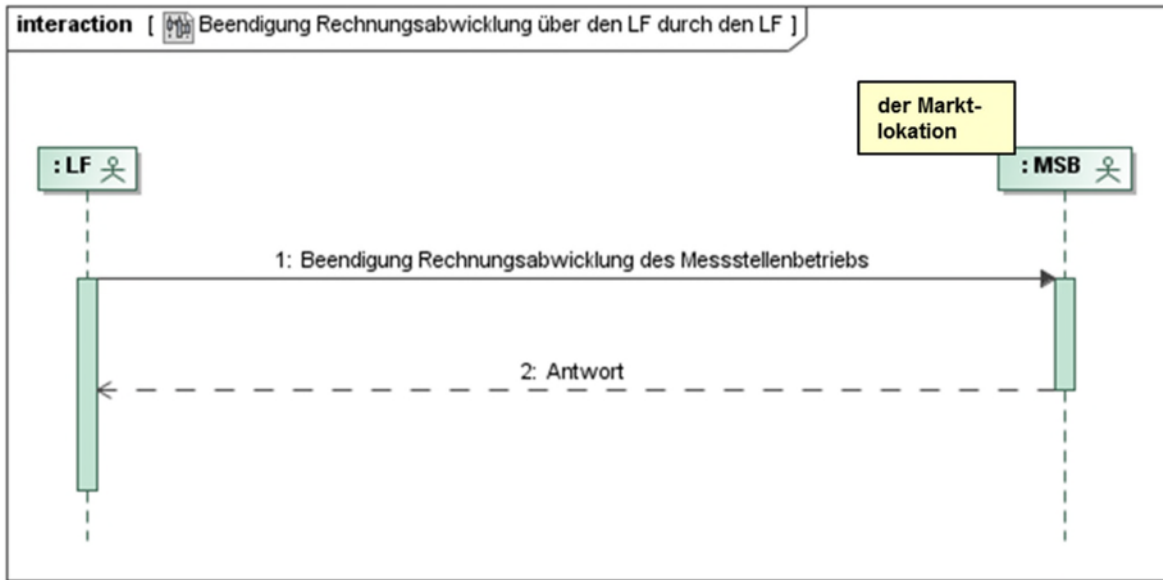 interaction [ Beendigung Rechnungsabwicklung über den LF durch den LF ]
der Markt-
lokation
: LF
: MSB
1: Beendigung Rechnungsabwicklung des Messstellenbetriebs
2: Antwort